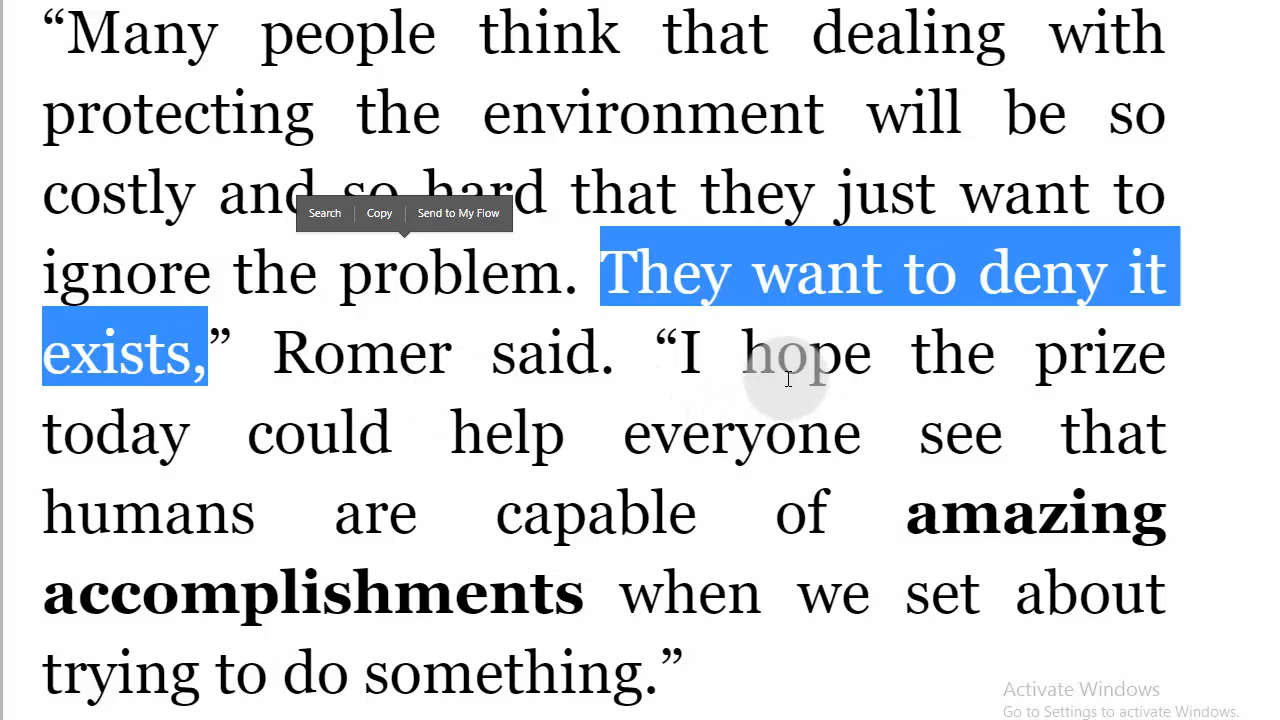 “Many people think that dealing with
protecting the environment will be so
costly and so hard that they just want to
Search Copy Send to My Flow
ignore the problem. They want to deny it
exists,” Romer said. “I hope the prize
today could help everyone see that
humans are capable of amazing
accomplishments when we set about
trying to do something.”
Activate Windows
Go to Settings to activate Windows.